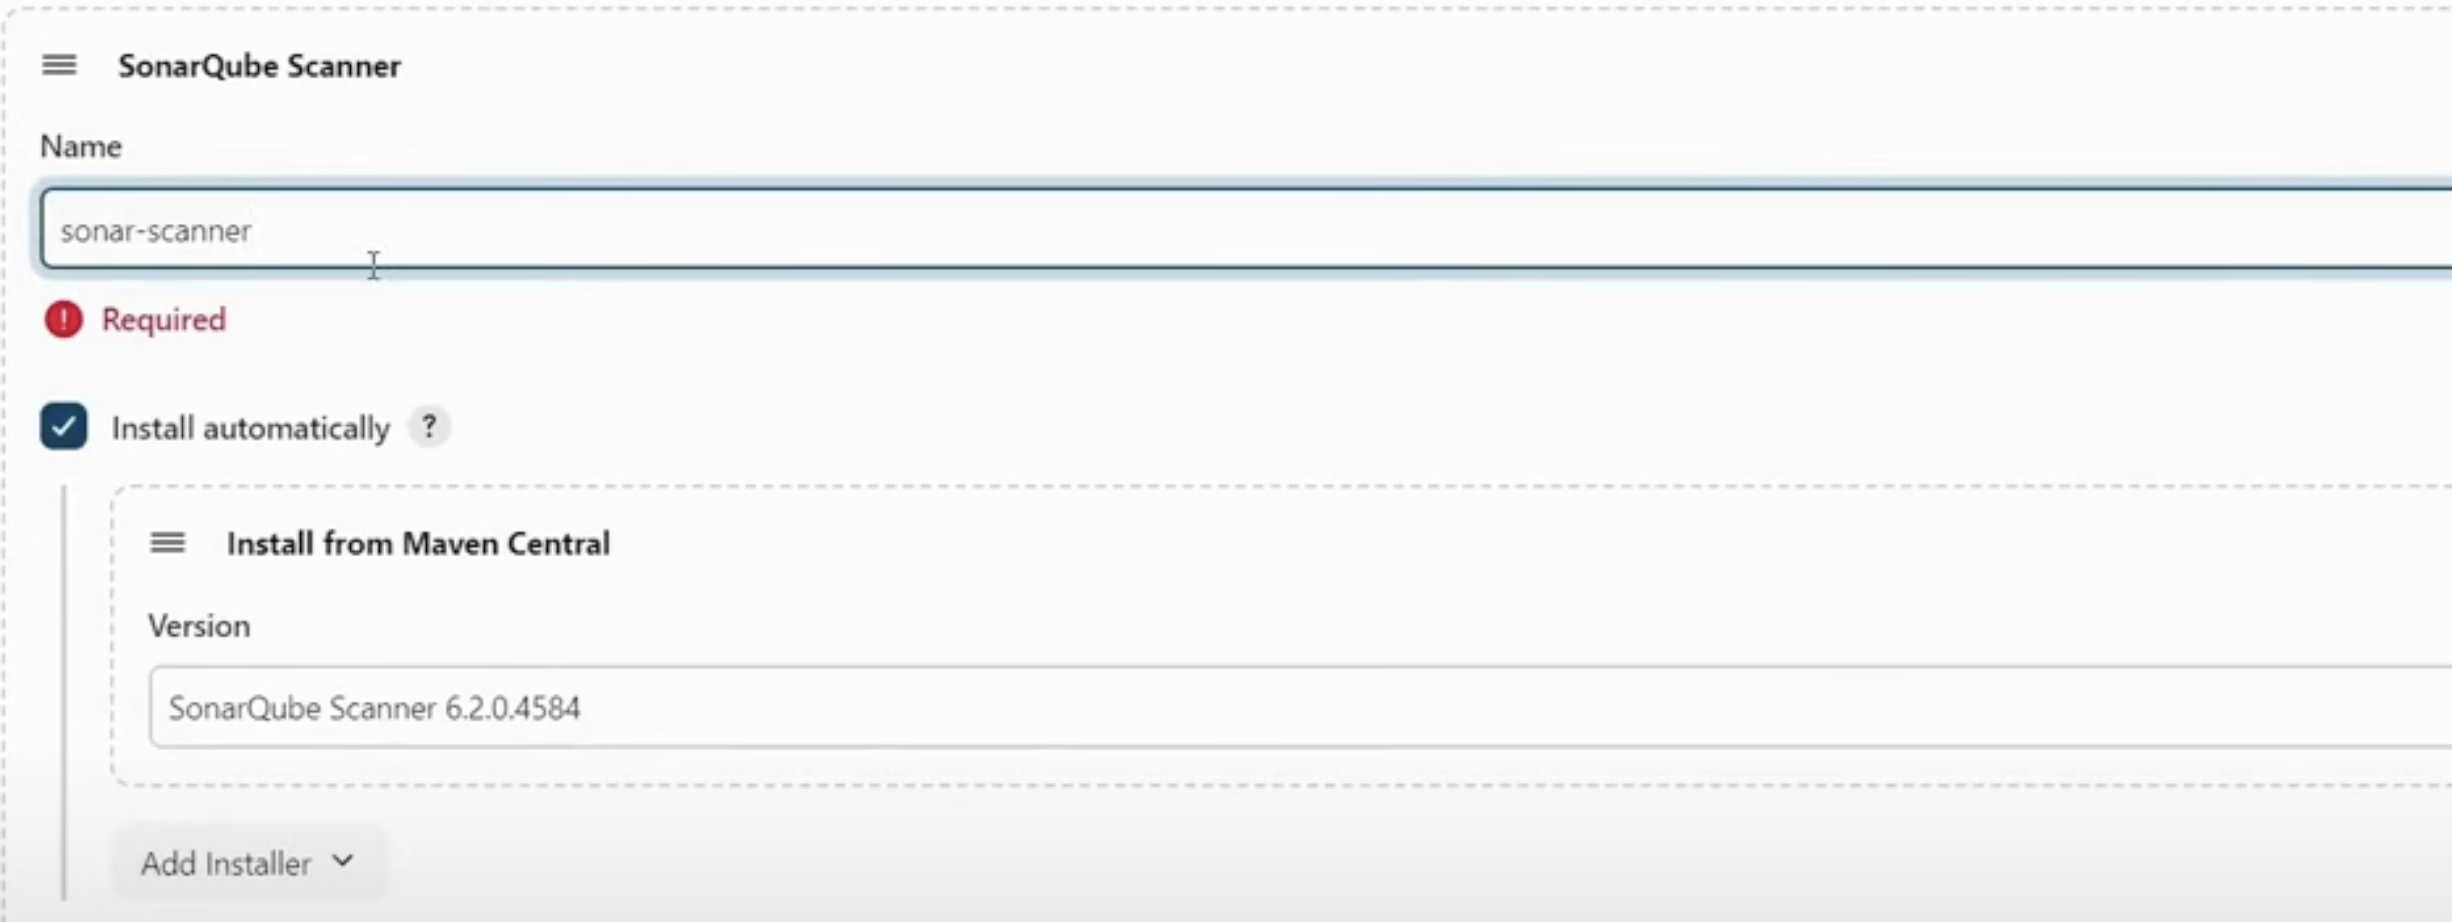 SonarQube Scanner
Name
sonar-scanner
! Required
Install automatically ?
Install from Maven Central
Version
SonarQube Scanner 6.2.0.4584
Add Installer